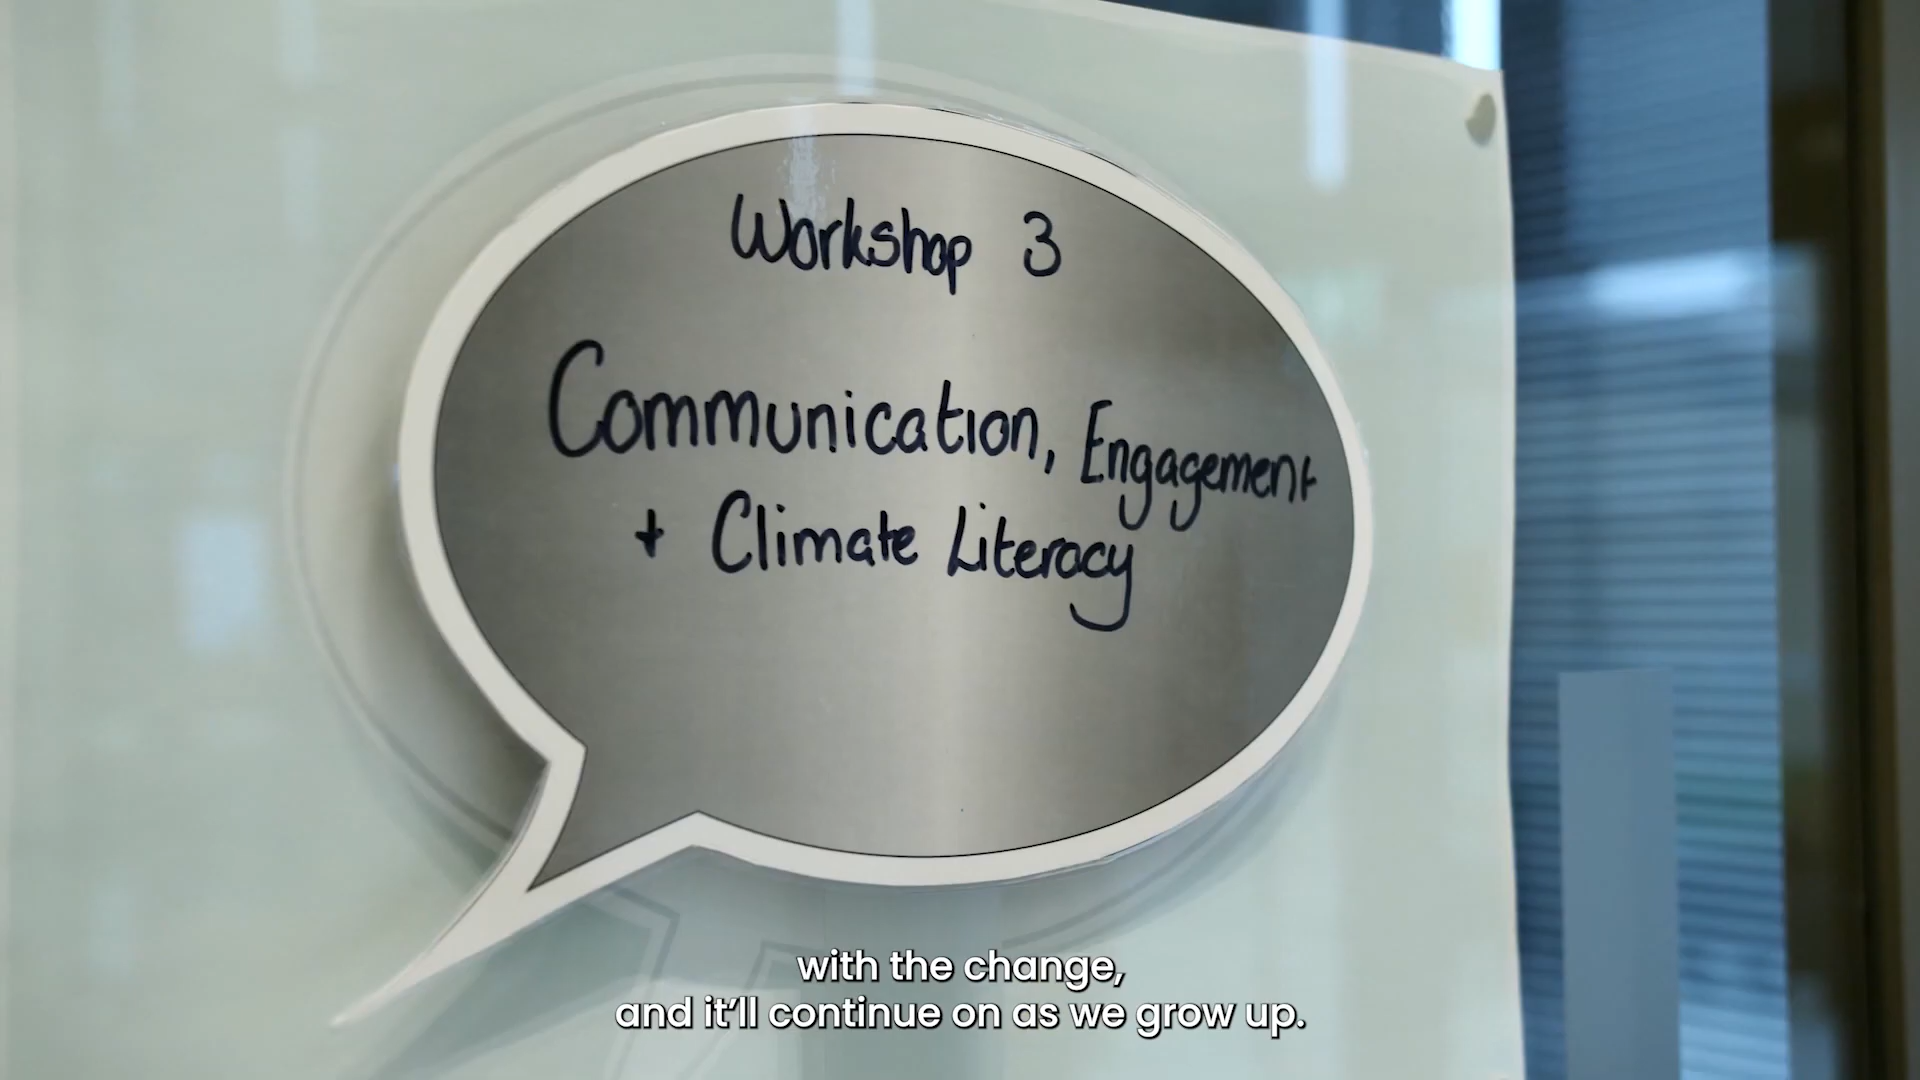 Workshop 3
Communication, Engagement
+ Climate Literacy
with the change,
and it'll continue on as we grow up.